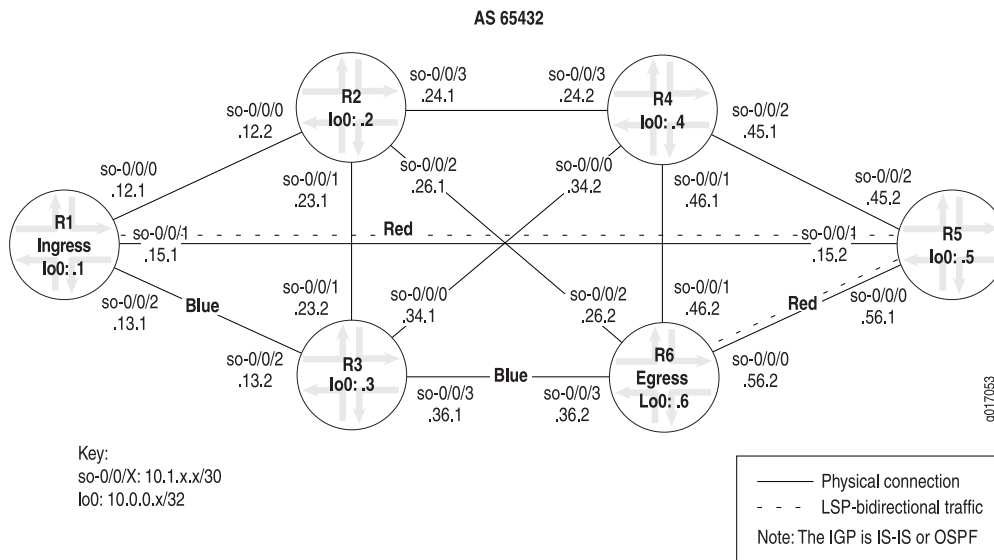 AS 65432
R2
lo0: .2
so-0/0/3
.24.1
so-0/0/3
.24.2
R4
lo0: .4
so-0/0/0
.12.2
so-0/0/2
.45.1
so-0/0/0
.12.1
so-0/0/1
.23.1
so-0/0/2
.26.1
so-0/0/0
.34.2
so-0/0/1
.46.1
so-0/0/2
.45.2
R1
Ingress
lo0: .1
so-0/0/1
.15.1
Red
so-0/0/1
.15.2
R5
lo0: .5
so-0/0/2
.13.1
Blue
so-0/0/1
.23.2
so-0/0/0
.34.1
so-0/0/2
.26.2
so-0/0/1
.46.2
Red
so-0/0/0
.56.1
so-0/0/2
.13.2
R3
lo0: .3
so-0/0/3
.36.1
Blue
so-0/0/3
.36.2
R6
Egress
Lo0: .6
so-0/0/0
.56.2
g017053
Key:
so-0/0/X: 10.1.x.x/30
lo0: 10.0.0.x/32
Physical connection
LSP-bidirectional traffic
Note: The IGP is IS-IS or OSPF